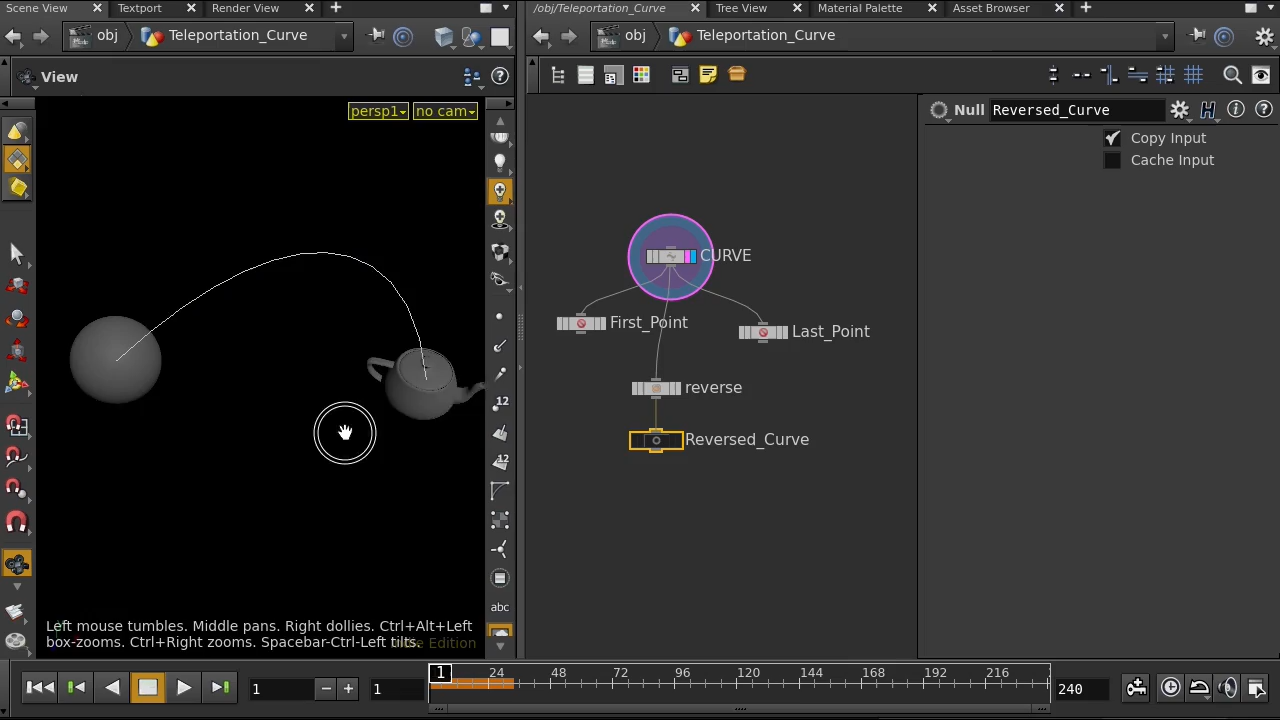 Scene View
Textport
Render View
/obj/Teleportation_Curve
Tree View
Material Palette
Asset Browser
obj
Teleportation_Curve
obj
Teleportation_Curve
View
persp1
no cam
Null
Reversed_Curve
Copy Input
Cache Input
CURVE
First_Point
Last_Point
reverse
Reversed_Curve
12
12
abc
Left mouse tumbles. Middle pans. Right dollies. Ctrl+Alt+Left
box-zooms. Ctrl+Right zooms. Spacebar-Ctrl-Left tilts.
Edition
1
24
48
72
96
120
144
168
192
216
1
1
240